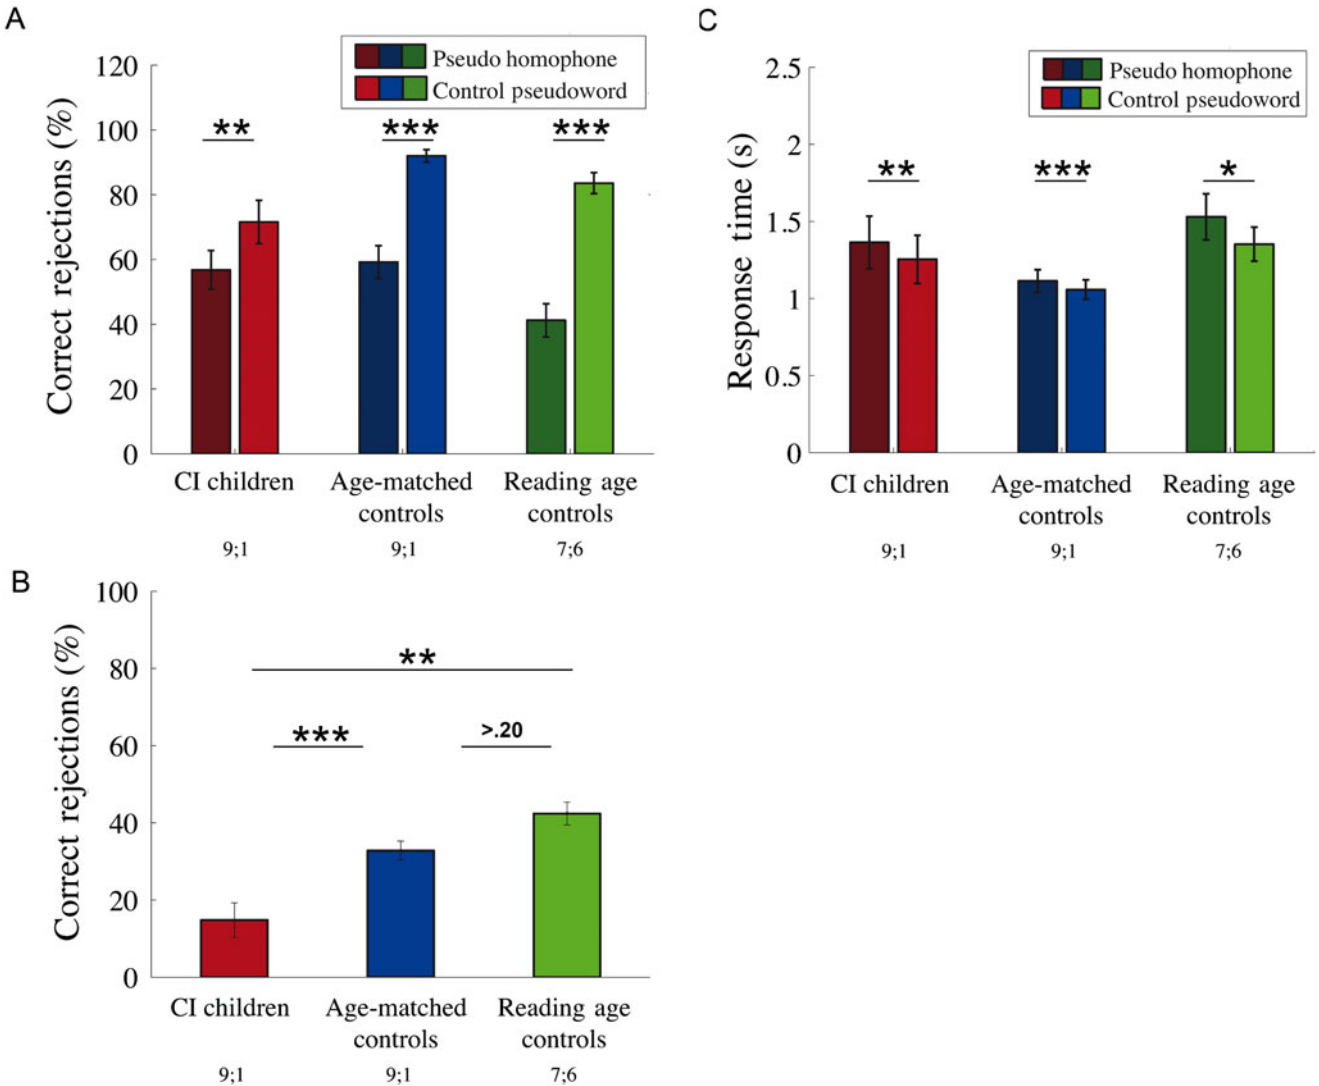 A
Pseudo homophone
Control pseudoword
Correct rejections (%)
120
100
80
60
40
20
0
**
***
***
CI children
Age-matched
controls
Reading age
controls
9;1
9;1
7;6
C
Pseudo homophone
Control pseudoword
Response time (s)
2.5
2
1.5
1
0.5
0
**
***
*
CI children
Age-matched
controls
Reading age
controls
9;1
9;1
7;6
B
Correct rejections (%)
100
80
60
40
20
0
**
***
>.20
CI children
Age-matched
controls
Reading age
controls
9;1
9;1
7;6